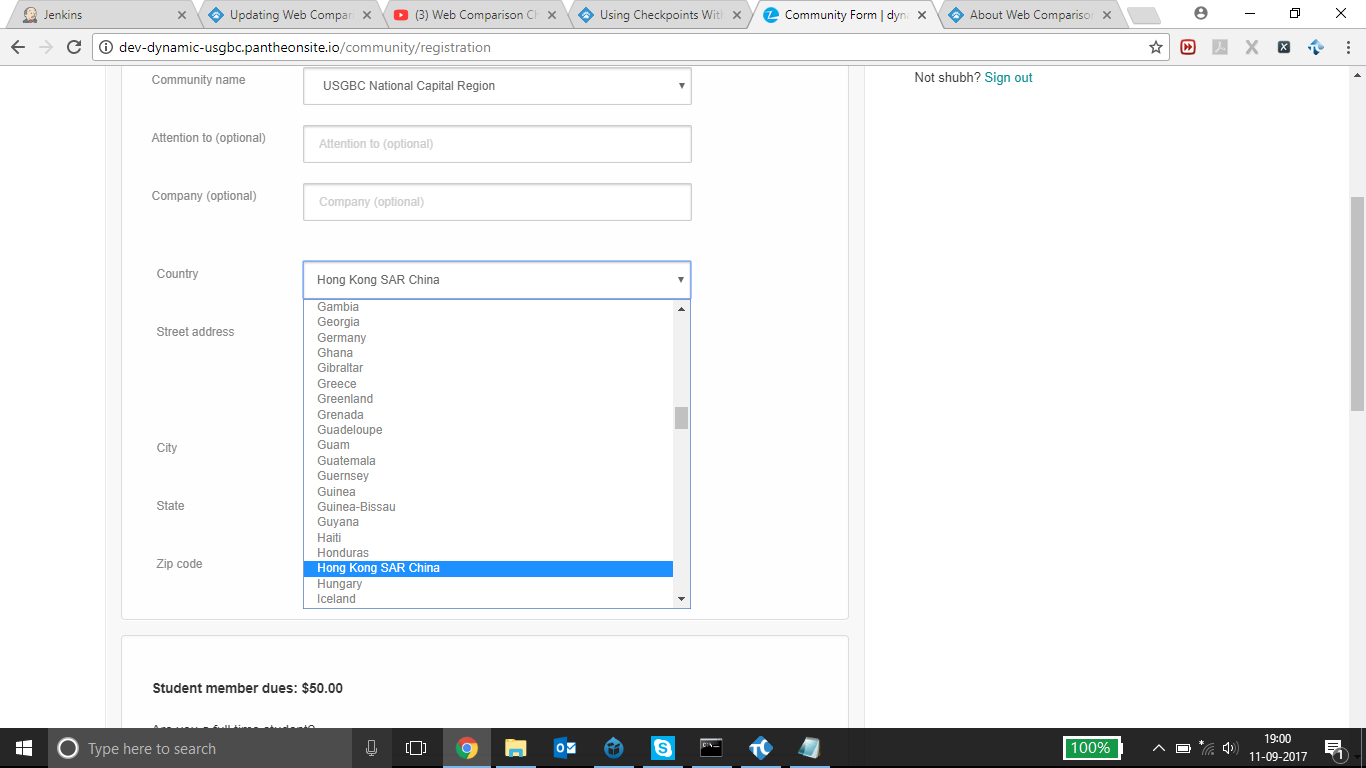 Jenkins
Updating Web Compar
(3) Web Comparison Ch
Using Checkpoints With
Community Form | dyn
About Web Comparison
dev-dynamic-usgbc.pantheonsite.io/community/registration
Community name
USGBC National Capital Region
Not shubh? Sign out
Attention to (optional)
Attention to (optional)
Company (optional)
Company (optional)
Country
Hong Kong SAR China
Street address
City
State
Zip code
Gambia
Georgia
Germany
Ghana
Gibraltar
Greece
Greenland
Grenada
Guadeloupe
Guam
Guatemala
Guernsey
Guinea
Guinea-Bissau
Guyana
Haiti
Honduras
Hong Kong SAR China
Hungary
Iceland
Student member dues: $50.00
Are you a full time student?
Type here to search
100%
19:00
11-09-2017
1